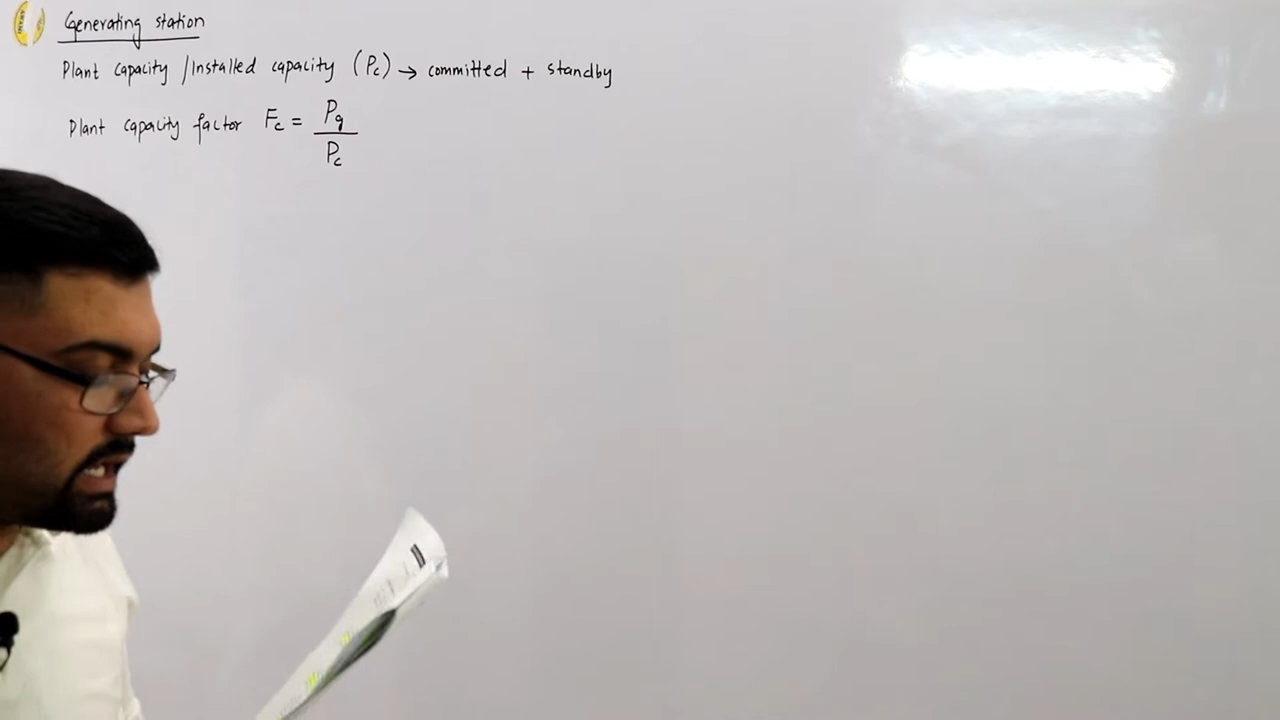 Generating station
Plant capacity / Installed capacity (Pc) → committed + standby
Plant capacity factor Fc = Pg / Pc